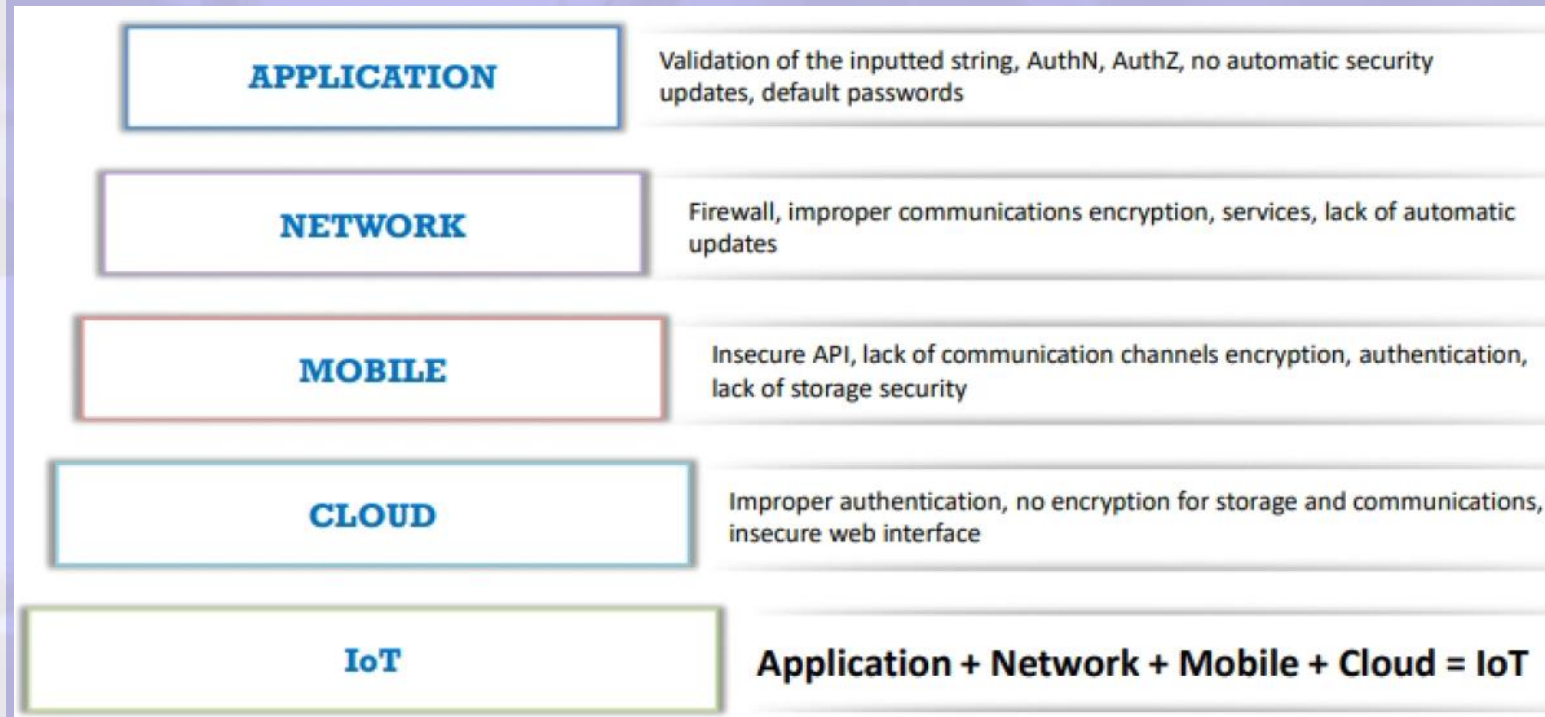 APPLICATION
Validation of the inputted string, AuthN, AuthZ, no automatic security
updates, default passwords
NETWORK
Firewall, improper communications encryption, services, lack of automatic
updates
MOBILE
Insecure API, lack of communication channels encryption, authentication,
lack of storage security
CLOUD
Improper authentication, no encryption for storage and communications,
insecure web interface
IoT
Application + Network + Mobile + Cloud = IoT